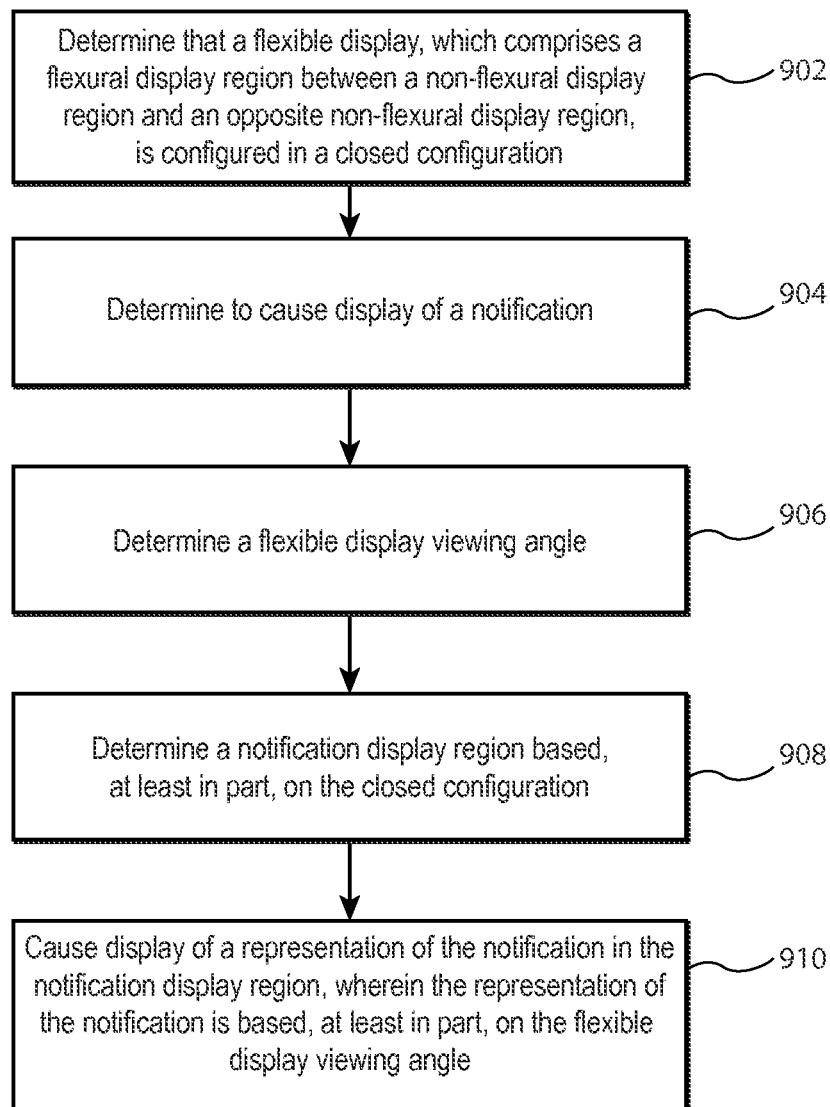 Determine that a flexible display, which comprises a
flexural display region between a non-flexural display
region and an opposite non-flexural display region,
is configured in a closed configuration
902
Determine to cause display of a notification
904
Determine a flexible display viewing angle
906
Determine a notification display region based,
at least in part, on the closed configuration
908
Cause display of a representation of the notification in the
notification display region, wherein the representation of
the notification is based, at least in part, on the flexible
display viewing angle
910